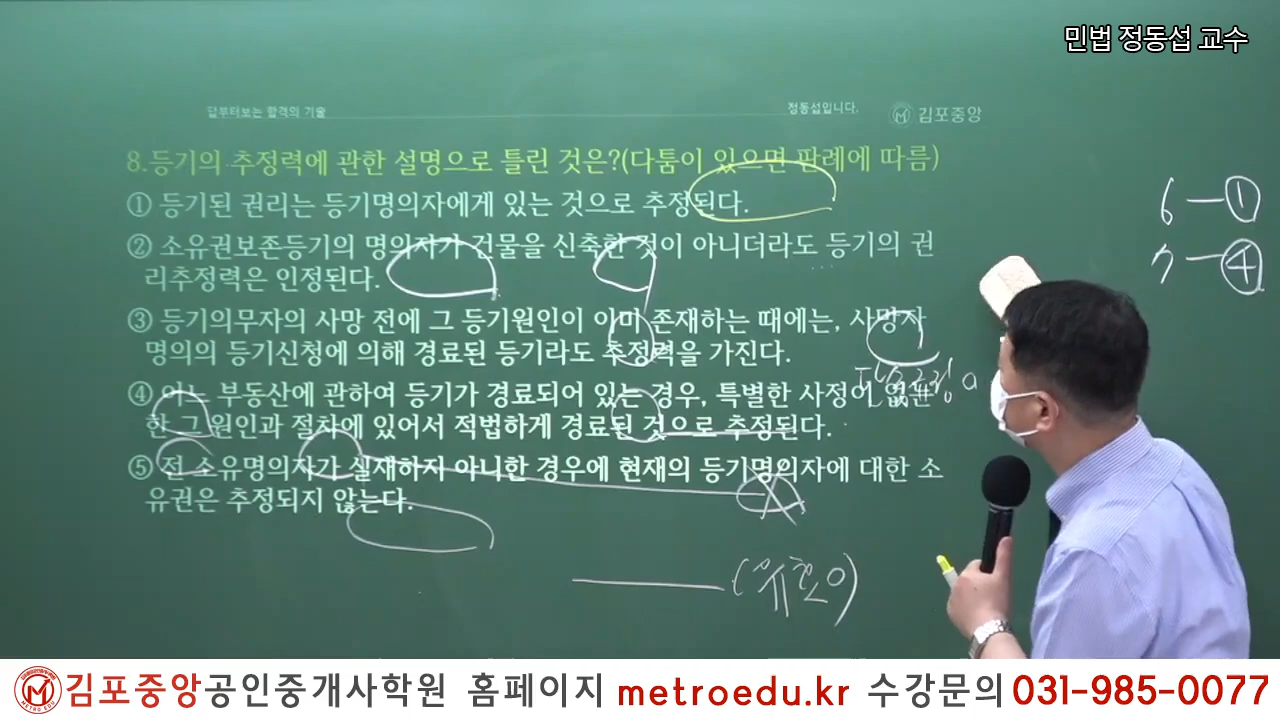 민법 정동섭 교수
답부터보는 합격의 기술
정동섭입니다.
김포중앙
8.등기의 추정력에 관한 설명으로 틀린 것은?(다툼이 있으면 판례에 따름)
① 등기된 권리는 등기명의자에게 있는 것으로 추정된다.
② 소유권보존등기의 명의자가 건물을 신축한 것이 아니더라도 등기의 권
리추정력은 인정된다.
③ 등기의무자의 사망 전에 그 등기원인이 이미 존재하는 때에는, 사망자
명의의 등기신청에 의해 경료된 등기라도 추정력을 가진다.
④ 어느 부동산에 관하여 등기가 경료되어 있는 경우, 특별한 사정이 없는
한 그 원인과 절차에 있어서 적법하게 경료된 것으로 추정된다.
⑤ 전 소유명의자가 실재하지 아니한 경우에 현재의 등기명의자에 대한 소
유권은 추정되지 않는다.
6 ー ①
7 ー ④
(유효)
김포중앙공인중개사학원 홈페이지 metroedu.kr 수강문의 031-985-0077
METRO EDU